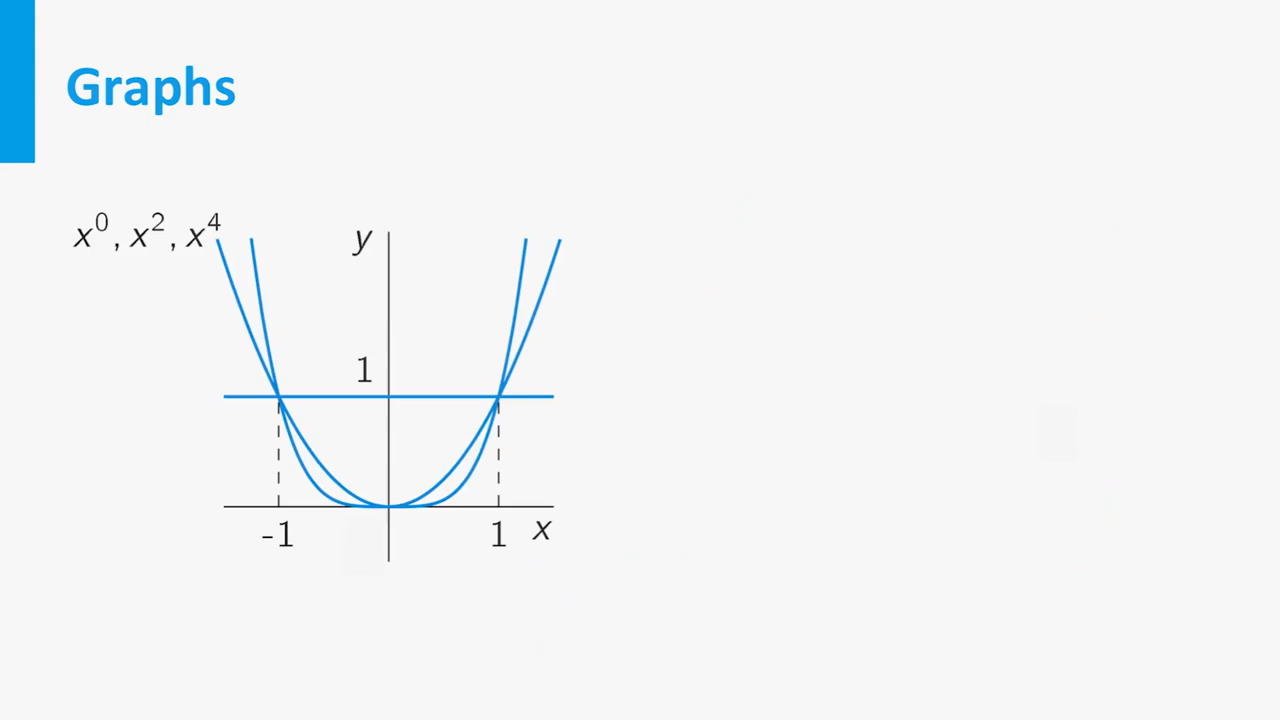 Graphs
x⁰, x², x⁴
y
1
-1
1
x